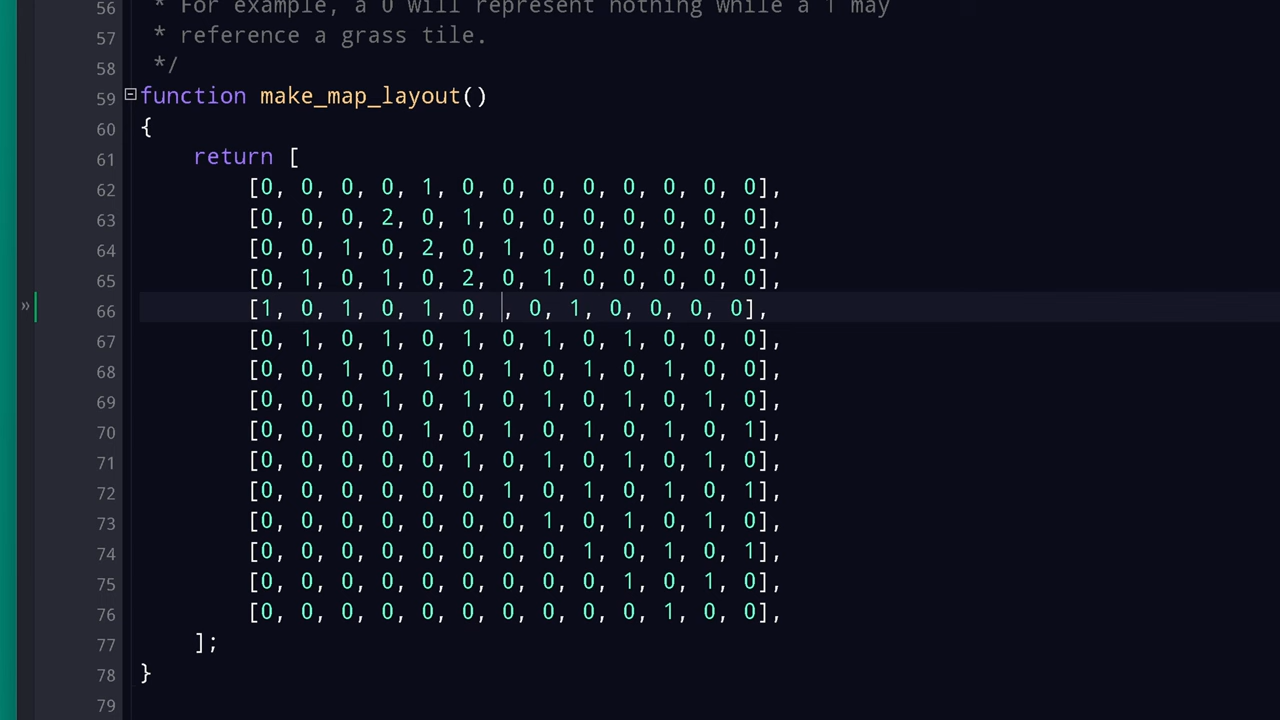 56 * For example, a 0 will represent nothing while a 1 may
57 * reference a grass tile.
58 */
59 function make_map_layout()
60 {
61 return [
62 [0, 0, 0, 0, 1, 0, 0, 0, 0, 0, 0, 0, 0],
63 [0, 0, 0, 2, 0, 1, 0, 0, 0, 0, 0, 0, 0],
64 [0, 0, 1, 0, 2, 0, 1, 0, 0, 0, 0, 0, 0],
65 [0, 1, 0, 1, 0, 2, 0, 1, 0, 0, 0, 0, 0],
» 66 [1, 0, 1, 0, 1, 0, , 0, 1, 0, 0, 0, 0],
67 [0, 1, 0, 1, 0, 1, 0, 1, 0, 1, 0, 0, 0],
68 [0, 0, 1, 0, 1, 0, 1, 0, 1, 0, 1, 0, 0],
69 [0, 0, 0, 1, 0, 1, 0, 1, 0, 1, 0, 1, 0],
70 [0, 0, 0, 0, 1, 0, 1, 0, 1, 0, 1, 0, 1],
71 [0, 0, 0, 0, 0, 1, 0, 1, 0, 1, 0, 1, 0],
72 [0, 0, 0, 0, 0, 0, 1, 0, 1, 0, 1, 0, 1],
73 [0, 0, 0, 0, 0, 0, 0, 1, 0, 1, 0, 1, 0],
74 [0, 0, 0, 0, 0, 0, 0, 0, 1, 0, 1, 0, 1],
75 [0, 0, 0, 0, 0, 0, 0, 0, 0, 1, 0, 1, 0],
76 [0, 0, 0, 0, 0, 0, 0, 0, 0, 0, 1, 0, 0],
77 ];
78 }
79